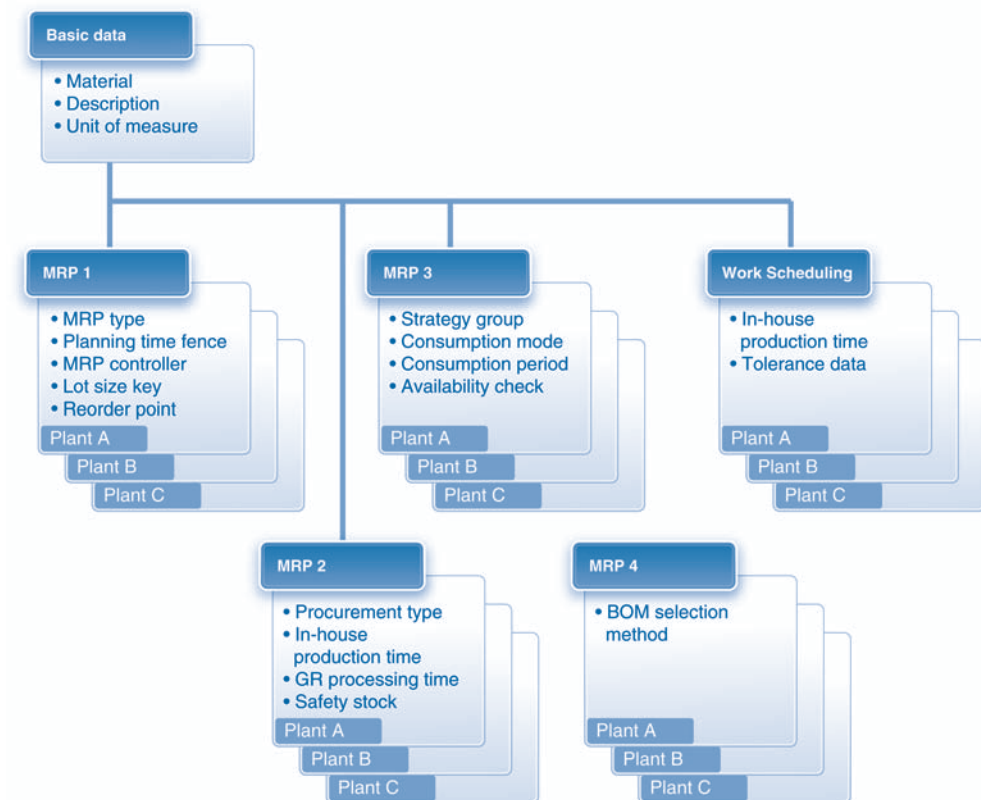 Basic data
• Material
• Description
• Unit of measure
MRP 1
• MRP type
• Planning time fence
• MRP controller
• Lot size key
• Reorder point
Plant A
Plant B
Plant C
MRP 3
• Strategy group
• Consumption mode
• Consumption period
• Availability check
Plant A
Plant B
Plant C
Work Scheduling
• In-house
production time
• Tolerance data
Plant A
Plant B
Plant C
MRP 2
• Procurement type
• In-house
production time
• GR processing time
• Safety stock
Plant A
Plant B
Plant C
MRP 4
• BOM selection
method
Plant A
Plant B
Plant C